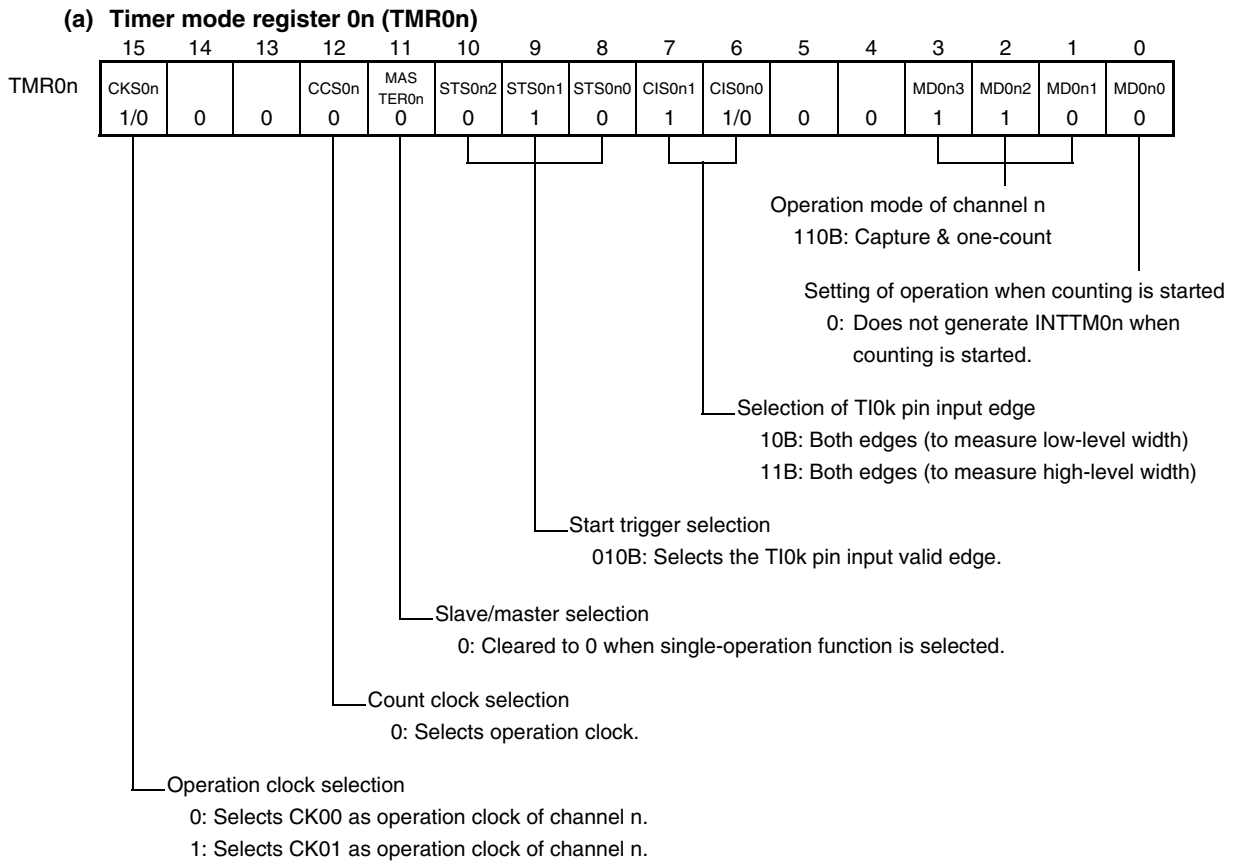 (a) Timer mode register 0n (TMR0n)
15 14 13 12 11 10 9 8 7 6 5 4 3 2 1 0
TMR0n CKS0n CCS0n MAS TER0n STS0n2 STS0n1 STS0n0 CIS0n1 CIS0n0 MD0n3 MD0n2 MD0n1 MD0n0
1/0 0 0 0 0 0 1 0 1 1/0 0 0 1 1 0 0
Operation mode of channel n
110B: Capture & one-count
Setting of operation when counting is started
0: Does not generate INTTM0n when
counting is started.
Selection of TI0k pin input edge
10B: Both edges (to measure low-level width)
11B: Both edges (to measure high-level width)
Start trigger selection
010B: Selects the TI0k pin input valid edge.
Slave/master selection
0: Cleared to 0 when single-operation function is selected.
Count clock selection
0: Selects operation clock.
Operation clock selection
0: Selects CK00 as operation clock of channel n.
1: Selects CK01 as operation clock of channel n.